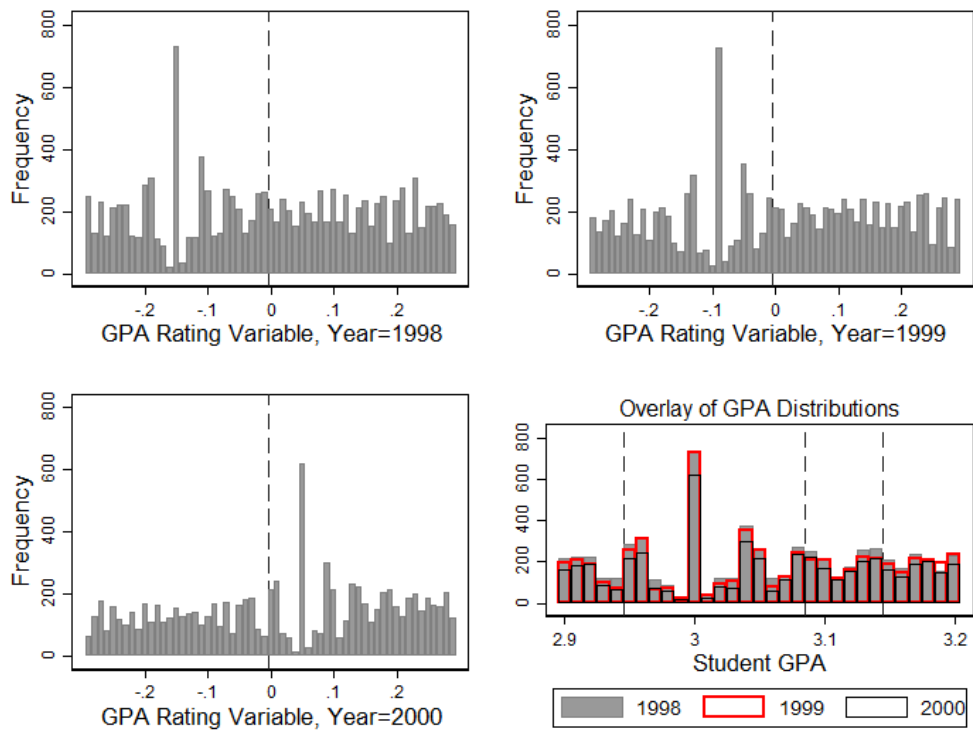 800
600
400
200
0
Frequency
-.2 -.1 0 .1 .2
GPA Rating Variable, Year=1998
800
600
400
200
0
Frequency
-.2 -.1 0 .1 .2
GPA Rating Variable, Year=1999
800
600
400
200
0
Frequency
-.2 -.1 0 .1 .2
GPA Rating Variable, Year=2000
Overlay of GPA Distributions
800
600
400
200
0
2.9 3 3.1 3.2
Student GPA
1998 1999 2000